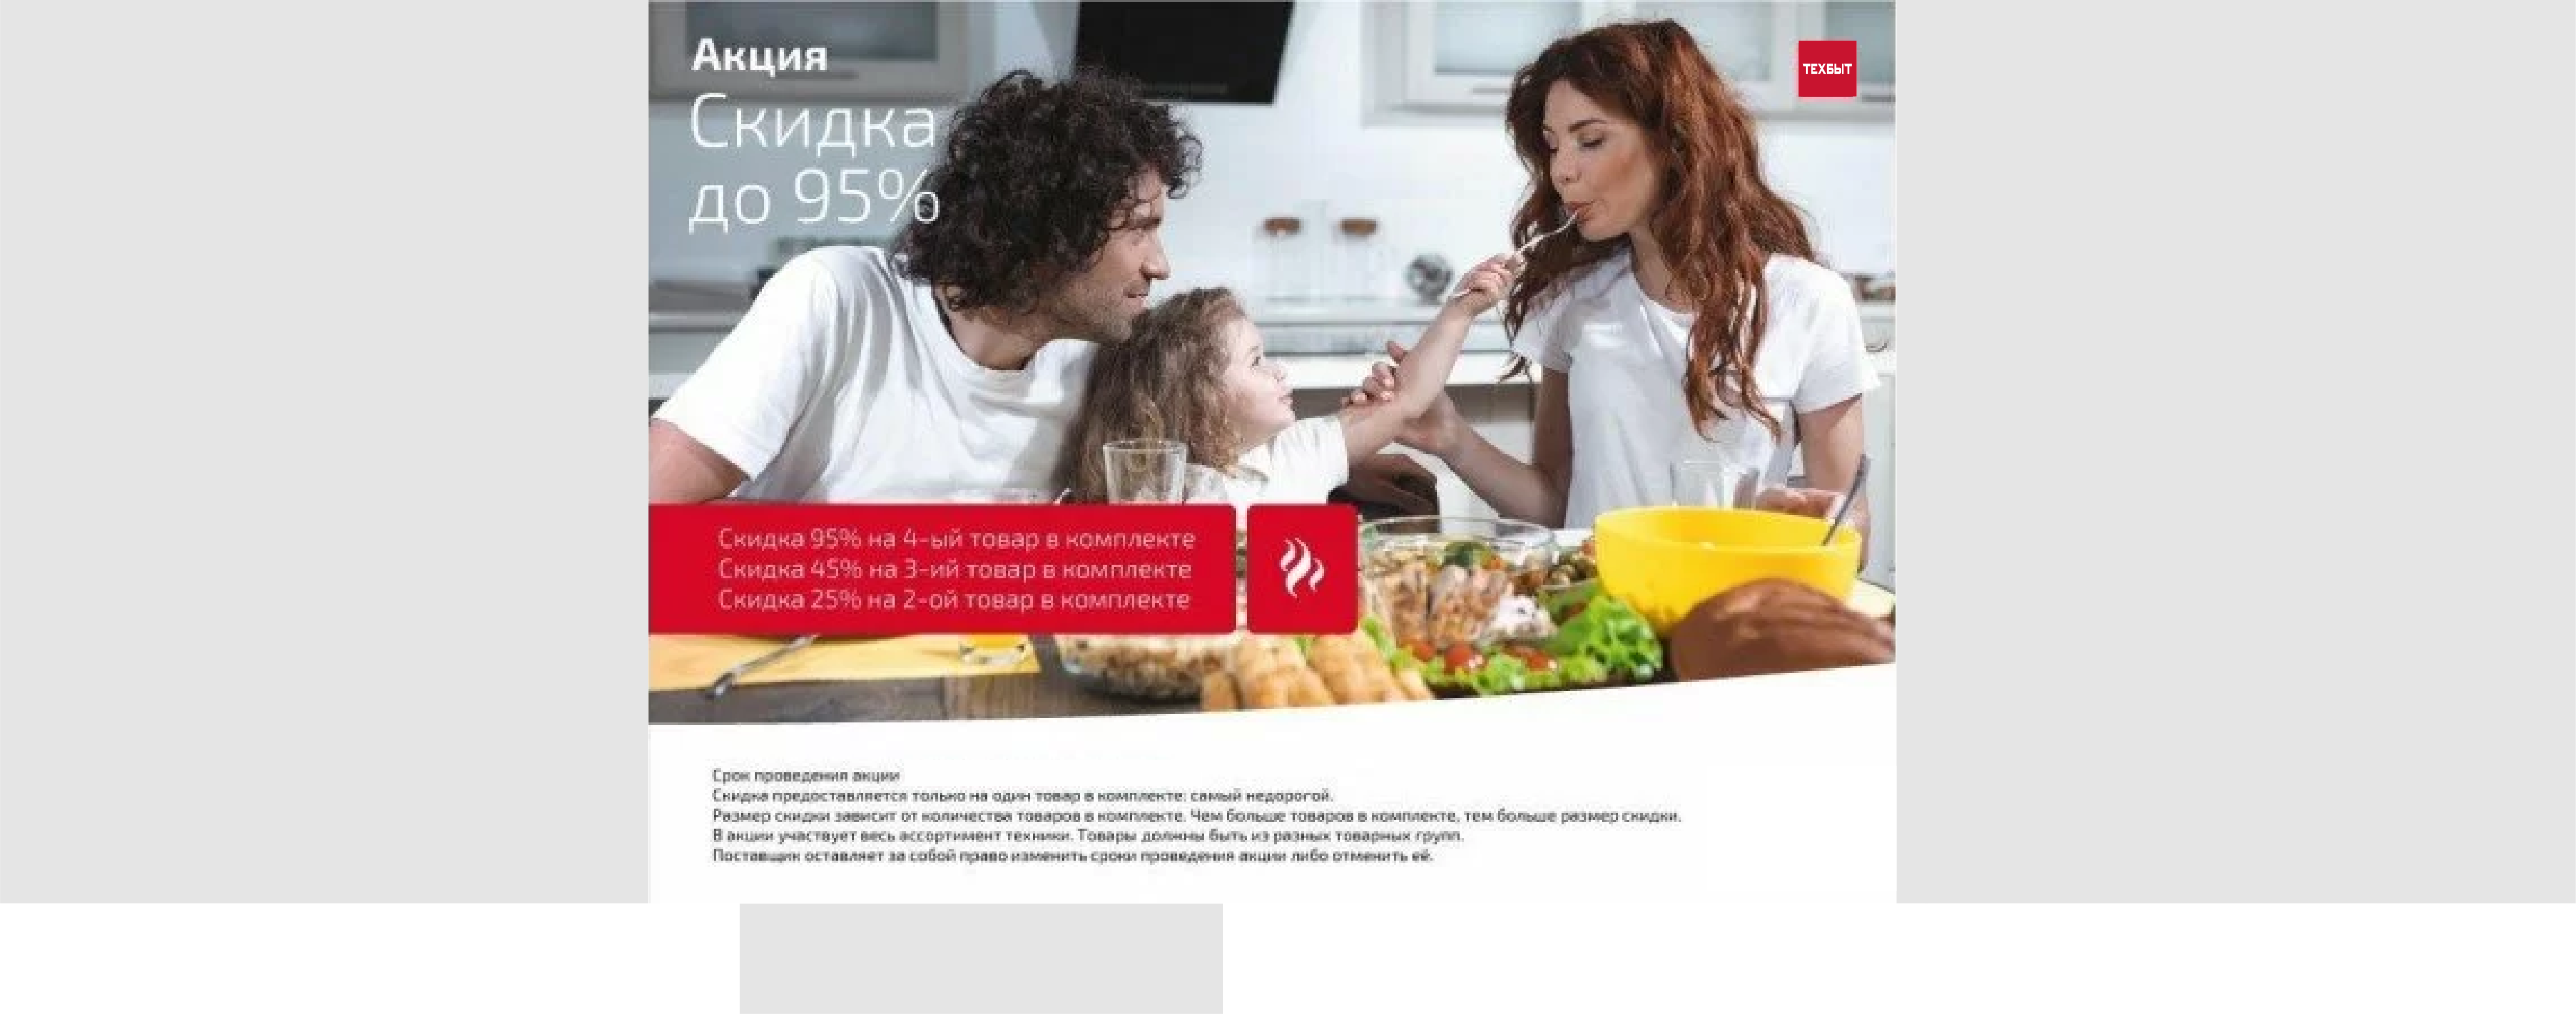 Акция
Скидка
до 95%
ТЕХБЫТ
Скидка 95% на 4-ый товар в комплекте
Скидка 45% на 3-ий товар в комплекте
Скидка 25% на 2-ой товар в комплекте
Срок проведения акции
Скидка предоставляется только на один товар в комплекте: самый недорогой.
Размер скидки зависит от количества товаров в комплекте. Чем больше товаров в комплекте, тем больше размер скидки.
В акции участвует весь ассортимент техники. Товары должны быть из разных товарных групп.
Поставщик оставляет за собой право изменить сроки проведения акции либо отменить её.